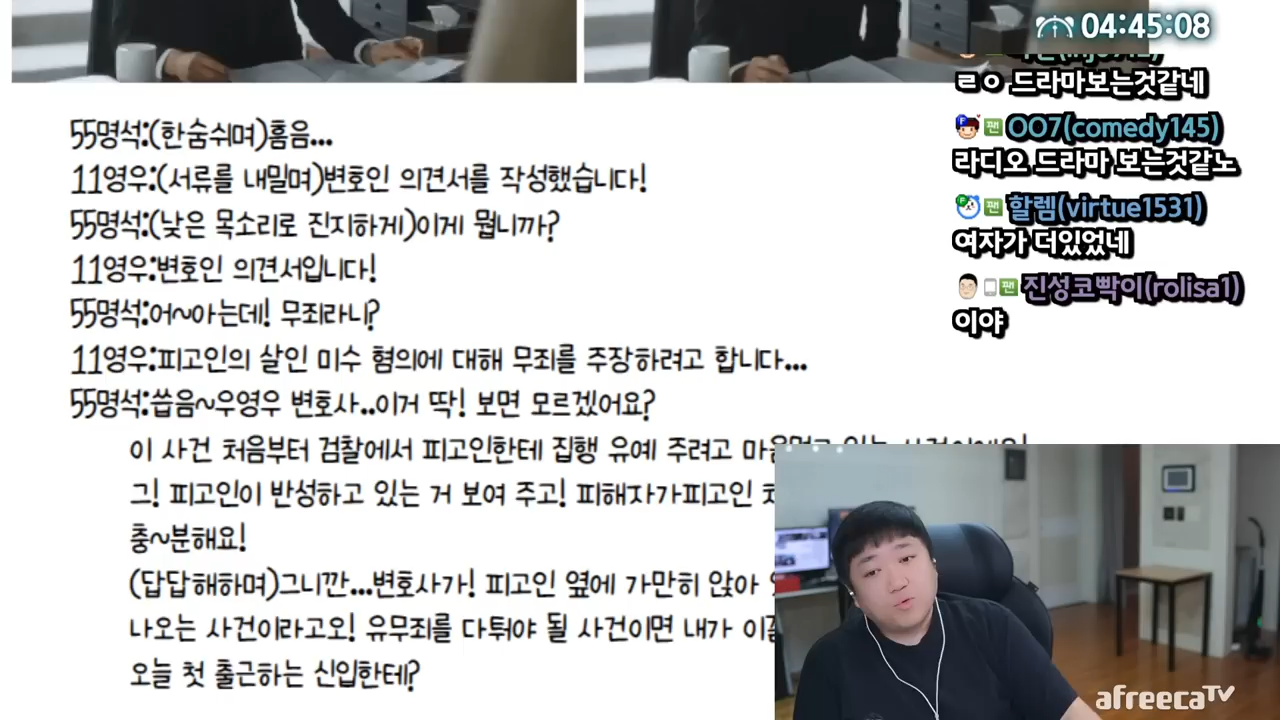 04:45:08
ㄹㅇ 드라마보는것같네
OO7(comedy145)
라디오 드라마 보는것같노
할렘(virtue1531)
여자가 더있었네
진성코빡이(rolisa1)
이야
55명석:(한숨쉬며)흠음...
11영우:(서류를 내밀며)변호인 의견서를 작성했습니다!
55명석:(낮은 목소리로 진지하게)이게 뭡니까?
11영우:변호인 의견서입니다!
55명석:어~아는데! 무죄라니?
11영우:피고인의 살인 미수 혐의에 대해 무죄를 주장하려고 합니다...
55명석:씁음~우영우 변호사..이거 딱! 보면 모르겠어요?
이 사건 처음부터 검찰에서 피고인한테 집행 유예 주려고
그! 피고인이 반성하고 있는 거 보여 주고! 피해자가피고인
충~분해요!
(답답해하며)그니깐...변호사가! 피고인 옆에 가만히 앉아
나오는 사건이라고오! 유무죄를 다퉈야 될 사건이면 내가
오늘 첫 출근하는 신입한테?
afreecaTV